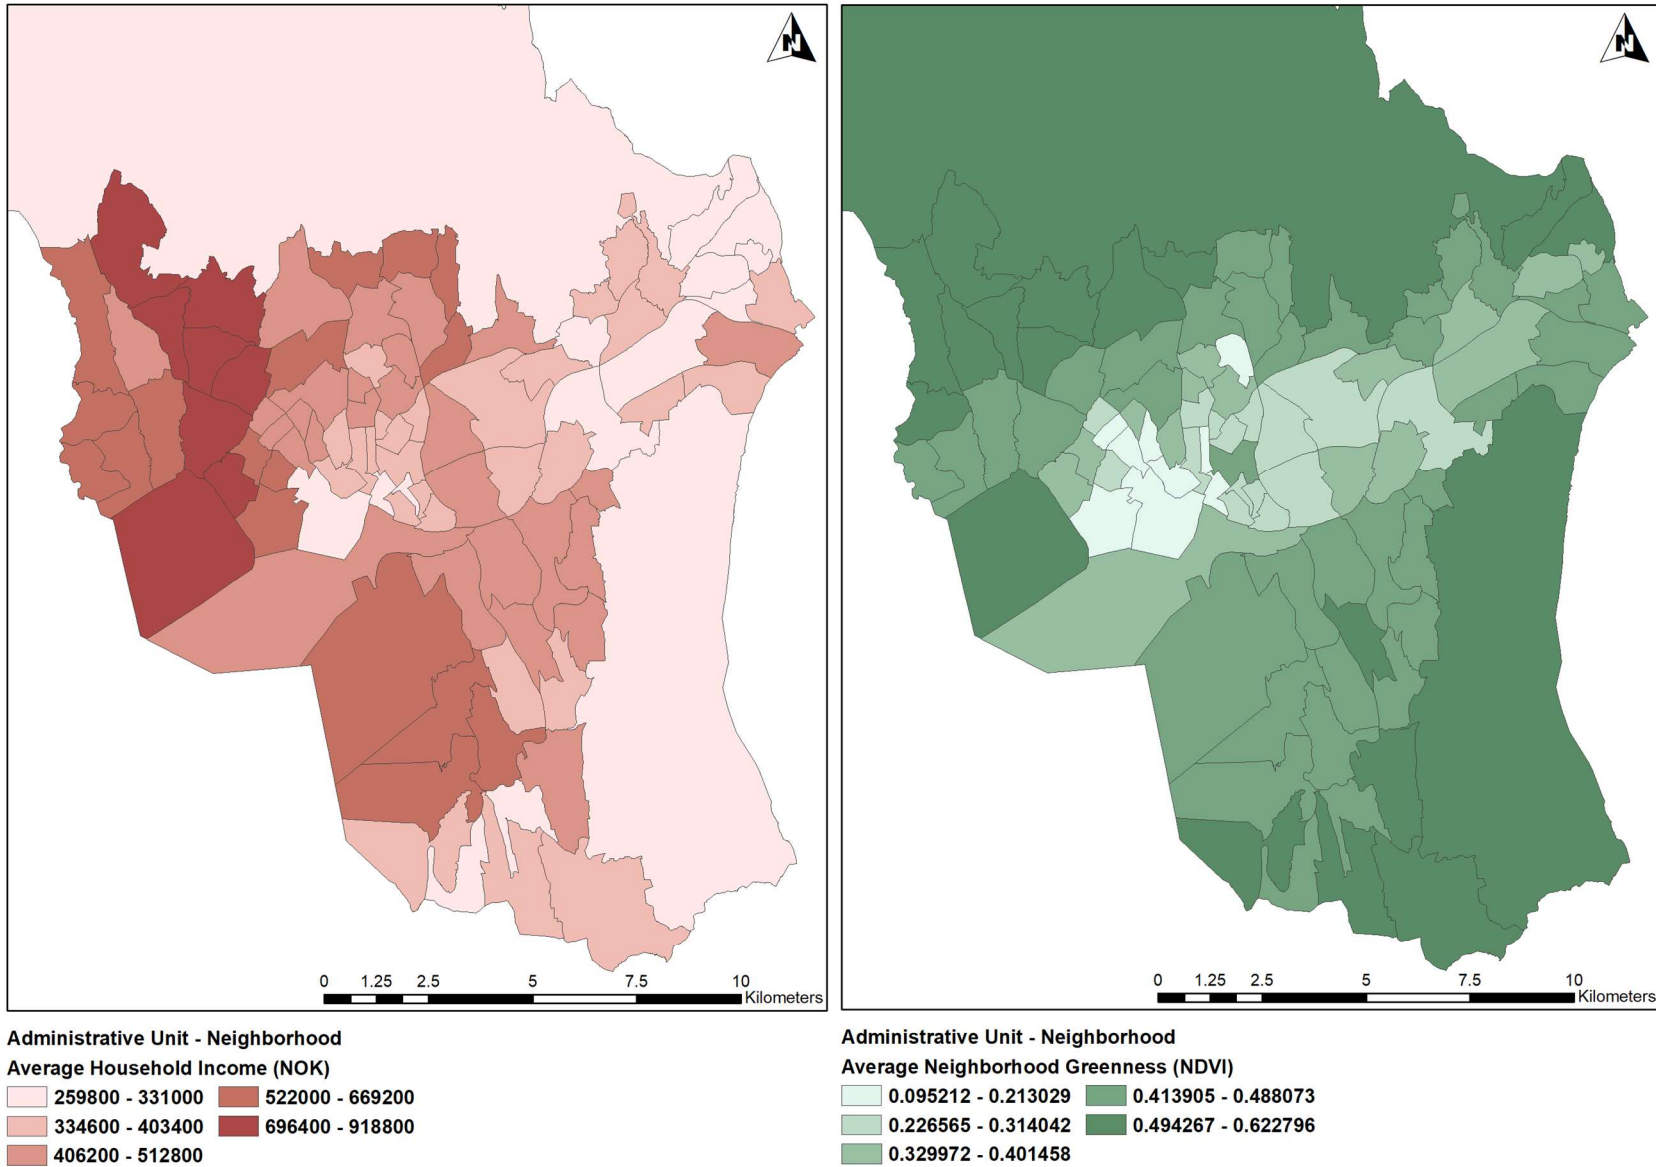 N
0 1.25 2.5 5 7.5 10
Kilometers
Administrative Unit - Neighborhood
Average Household Income (NOK)
259800 - 331000 522000 - 669200
334600 - 403400 696400 - 918800
406200 - 512800
N
0 1.25 2.5 5 7.5 10
Kilometers
Administrative Unit - Neighborhood
Average Neighborhood Greenness (NDVI)
0.095212 - 0.213029 0.413905 - 0.488073
0.226565 - 0.314042 0.494267 - 0.622796
0.329972 - 0.401458